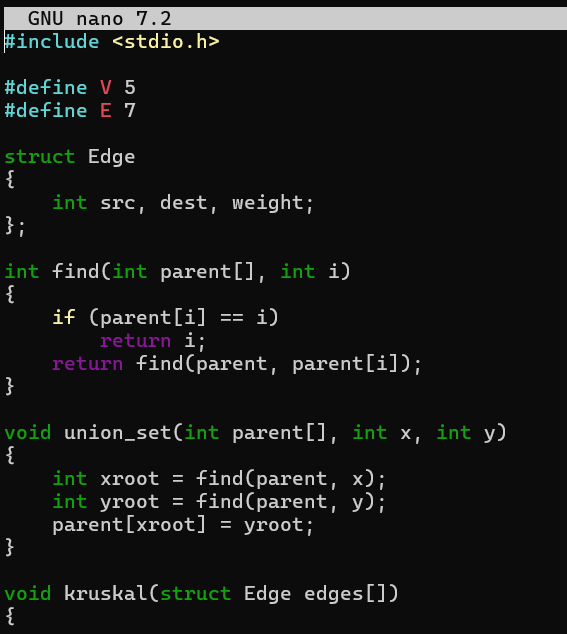 GNU nano 7.2
#include <stdio.h>
#define V 5
#define E 7
struct Edge
{
    int src, dest, weight;
};
int find(int parent[], int i)
{
    if (parent[i] == i)
        return i;
    return find(parent, parent[i]);
}
void union_set(int parent[], int x, int y)
{
    int xroot = find(parent, x);
    int yroot = find(parent, y);
    parent[xroot] = yroot;
}
void kruskal(struct Edge edges[])
{